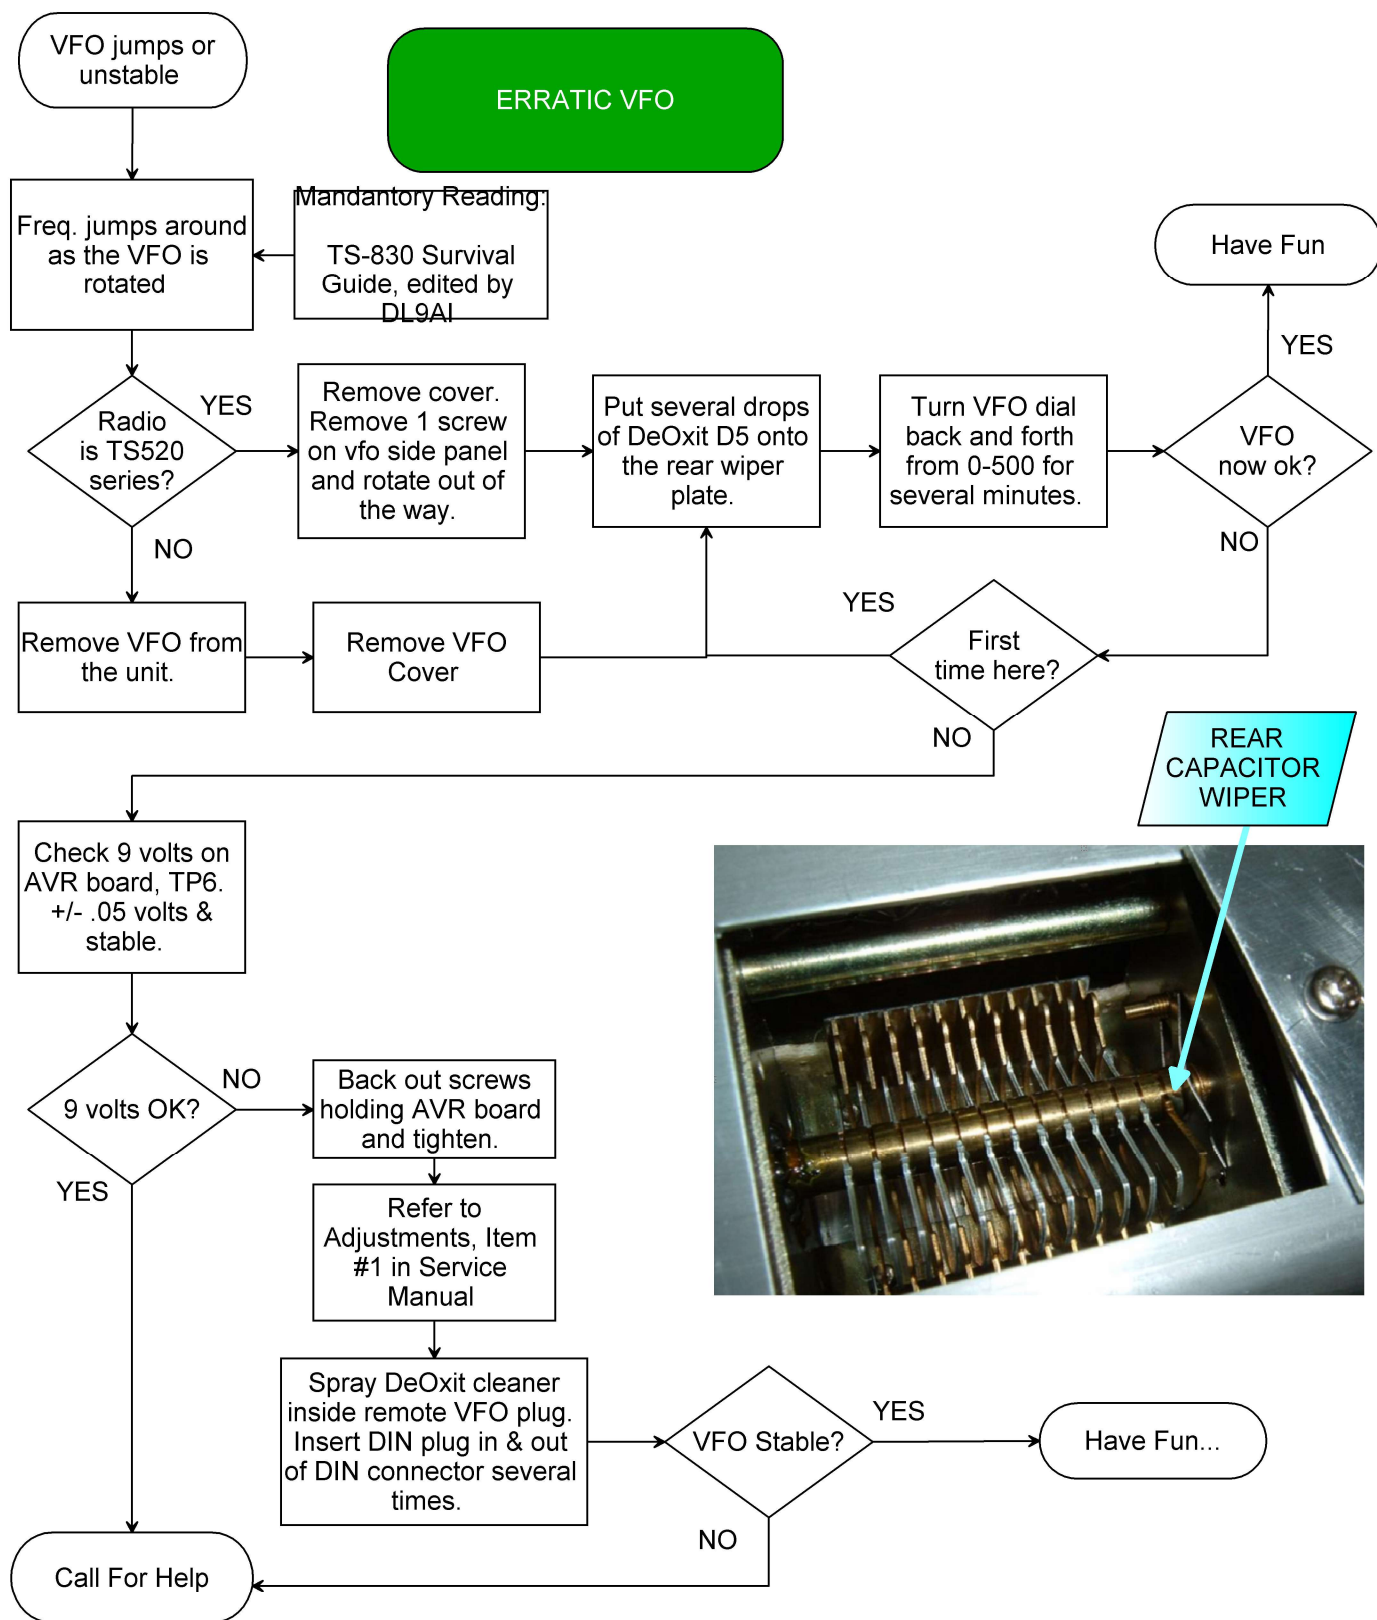 VFO jumps or
unstable
ERRATIC VFO
Freq. jumps around
as the VFO is
rotated
Mandantory Reading:
TS-830 Survival
Guide, edited by
DL9AI
Have Fun
YES
Radio
is TS520
series?
YES
Remove cover.
Remove 1 screw
on vfo side panel
and rotate out of
the way.
Put several drops
of DeOxit D5 onto
the rear wiper
plate.
Turn VFO dial
back and forth
from 0-500 for
several minutes.
VFO
now ok?
NO
NO
Remove VFO from
the unit.
Remove VFO
Cover
YES
First
time here?
NO
REAR
CAPACITOR
WIPER
Check 9 volts on
AVR board, TP6.
+/- .05 volts &
stable.
9 volts OK?
NO
YES
Back out screws
holding AVR board
and tighten.
Refer to
Adjustments, Item
#1 in Service
Manual
Spray DeOxit cleaner
inside remote VFO plug.
Insert DIN plug in & out
of DIN connector several
times.
VFO Stable?
YES
Have Fun...
NO
Call For Help